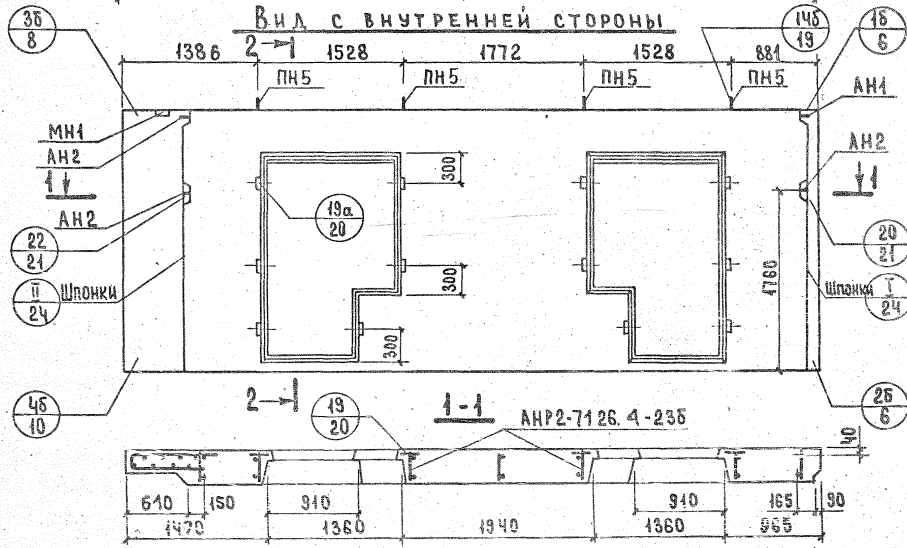 Вид с внутренней стороны
3б
8
14б
19
1б
6
2
1
1386
1528
1772
1528
881
ПН5
ПН5
ПН5
ПН5
МН1
АН2
АН1
АН2
300
1
1
19а
20
АН2
22
21
20
21
II
24
Шпонки
300
1760
Шпонки
I
24
300
4б
10
2
1
19
20
1-1
АНР2-7126.4-23б
2б
6
40
610
150
910
910
165
90
1470
1360
1940
1360
965